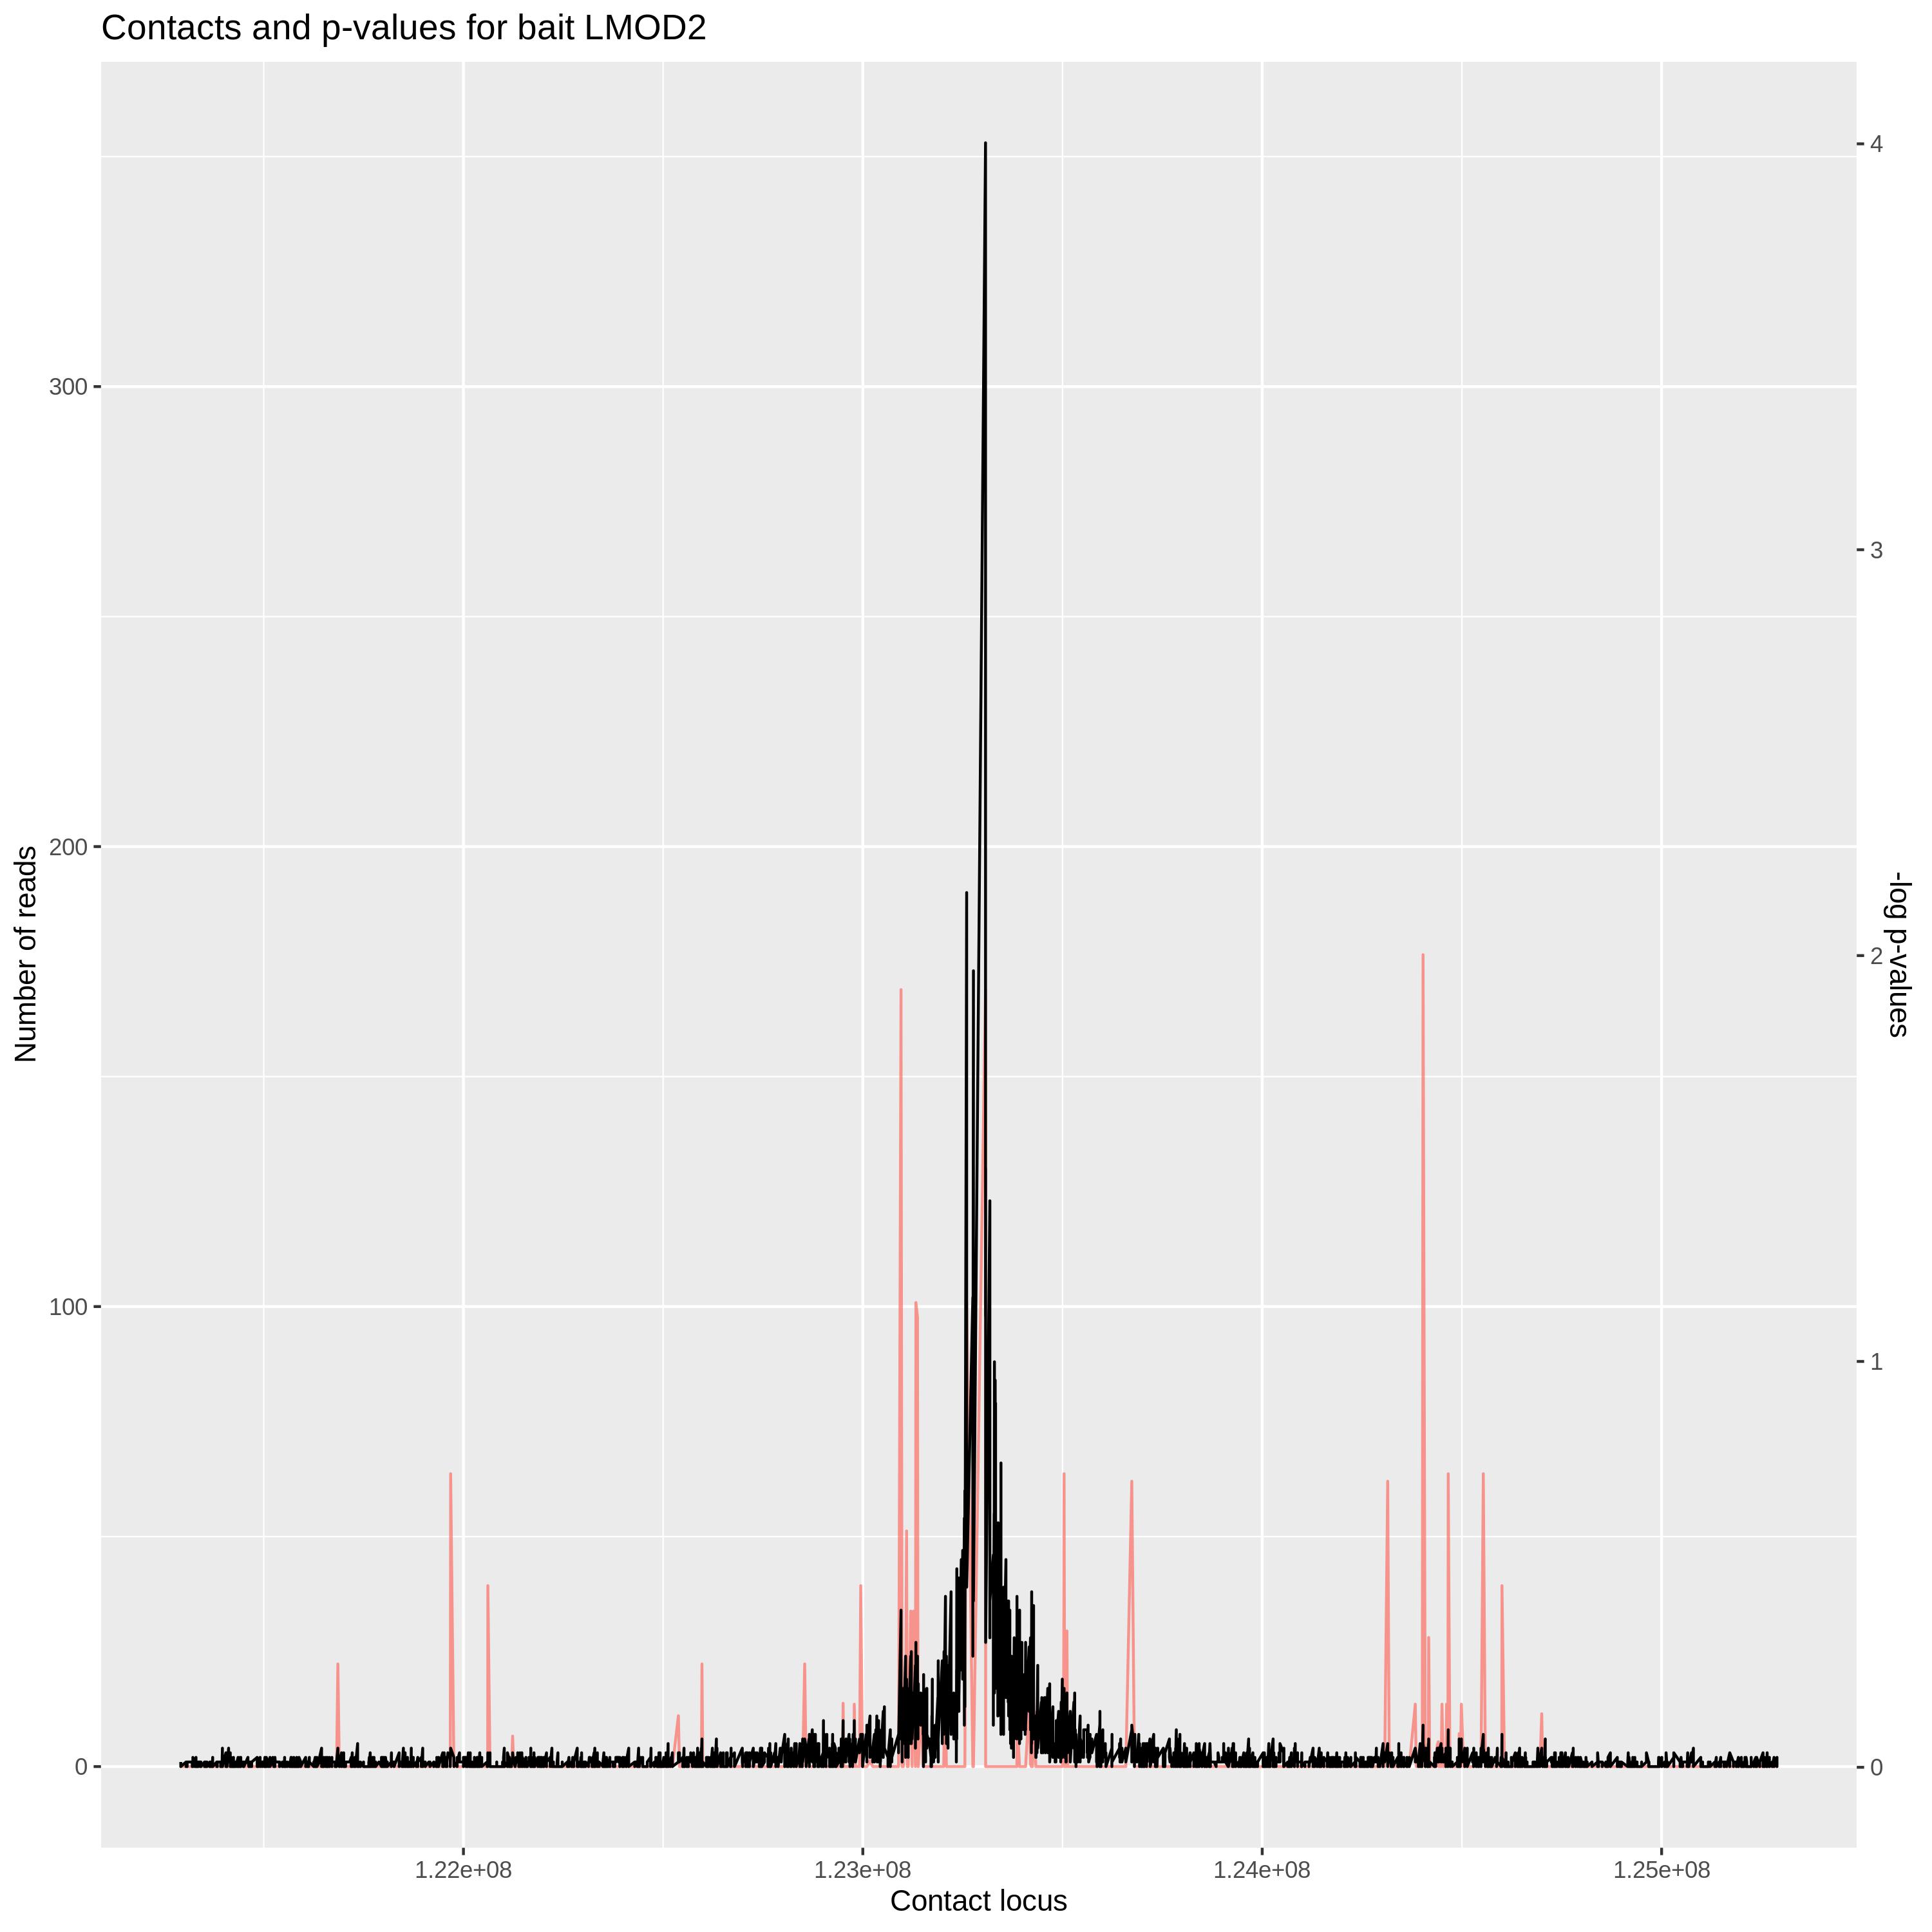 Contacts and p-values for bait LMOD2
Number of reads
300
200
100
0
4
3
2
1
0
-log p-values
1.22e+08
1.23e+08
1.24e+08
1.25e+08
Contact locus